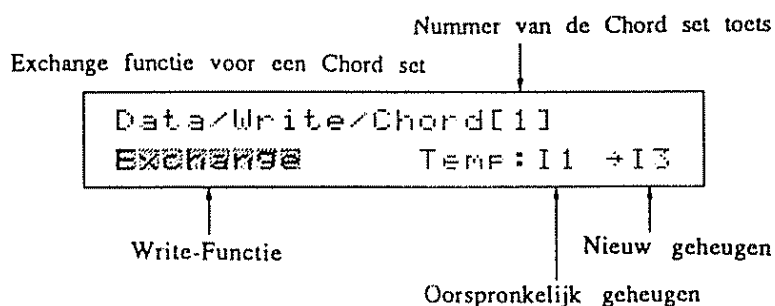 Nummer van de Chord set toets
Exchange functie voor een Chord set
Data/Write/Chord[1]
Exchange Temp:I1 →I3
Write-Functie
Nieuw geheugen
Oorspronkelijk geheugen